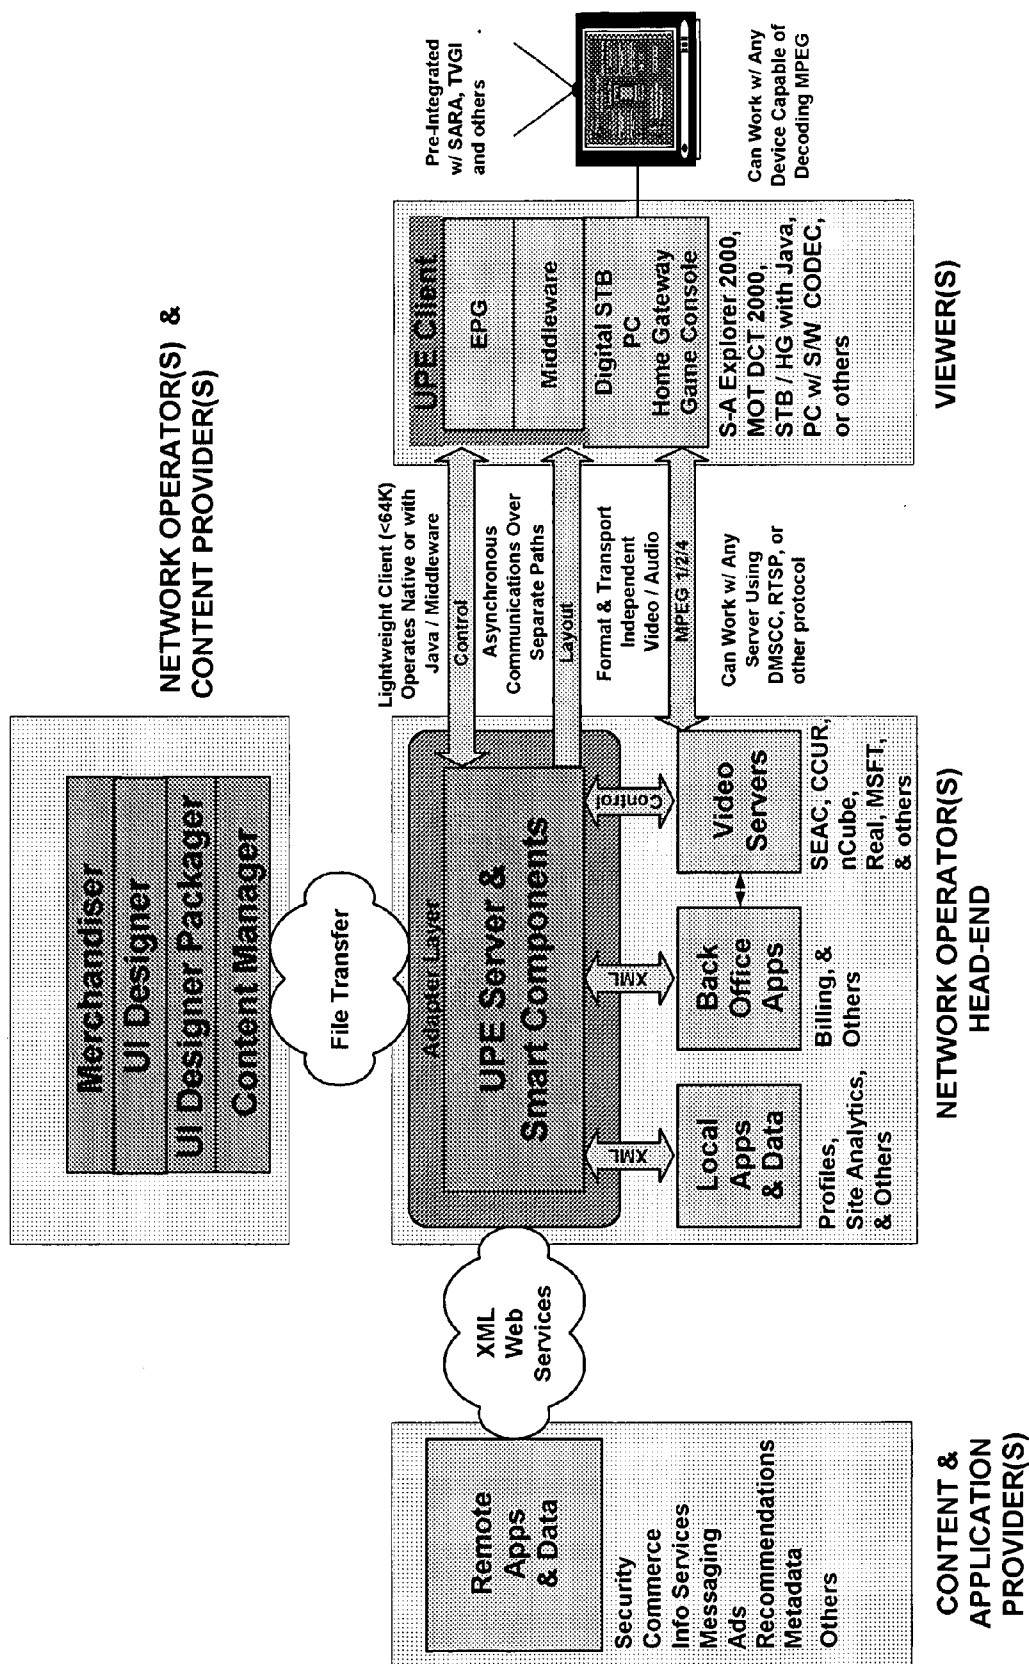 NETWORK OPERATOR(S) &
CONTENT PROVIDER(S)
Merchandiser
UI Designer
UI Designer Packager
Content Manager
File Transfer
Pre-Integrated
w/ SARA, TVGI
and others
Can Work w/ Any
Device Capable of
Decoding MPEG
Remote
Apps
& Data
Security
Commerce
Info Services
Messaging
Ads
Recommendations
Metadata
Others
CONTENT &
APPLICATION
PROVIDER(S)
XML
Web
Services
Adapter Layer
UPE Server &
Smart Components
XML
XML
Control
Local
Apps
& Data
Back
Office
Apps
Video
Servers
Profiles,
Site Analytics,
& Others
Billing, &
Others
SEAC, CCUR,
nCube,
Real, MSFT,
& others
NETWORK OPERATOR(S)
HEAD-END
Lightweight Client (<64K)
Operates Native or with
Java / Middleware
Control
Asynchronous
Communications Over
Separate Paths
Layout
Format & Transport
Independent
Video / Audio
MPEG 1/2/4
Can Work w/ Any
Server Using
DMSCC, RTSP, or
other protocol
UPE Client
EPG
Middleware
Digital STB
PC
Home Gateway
Game Console
S-A Explorer 2000,
MOT DCT 2000,
STB / HG with Java,
PC w/ S/W CODEC,
or others
VIEWER(S)